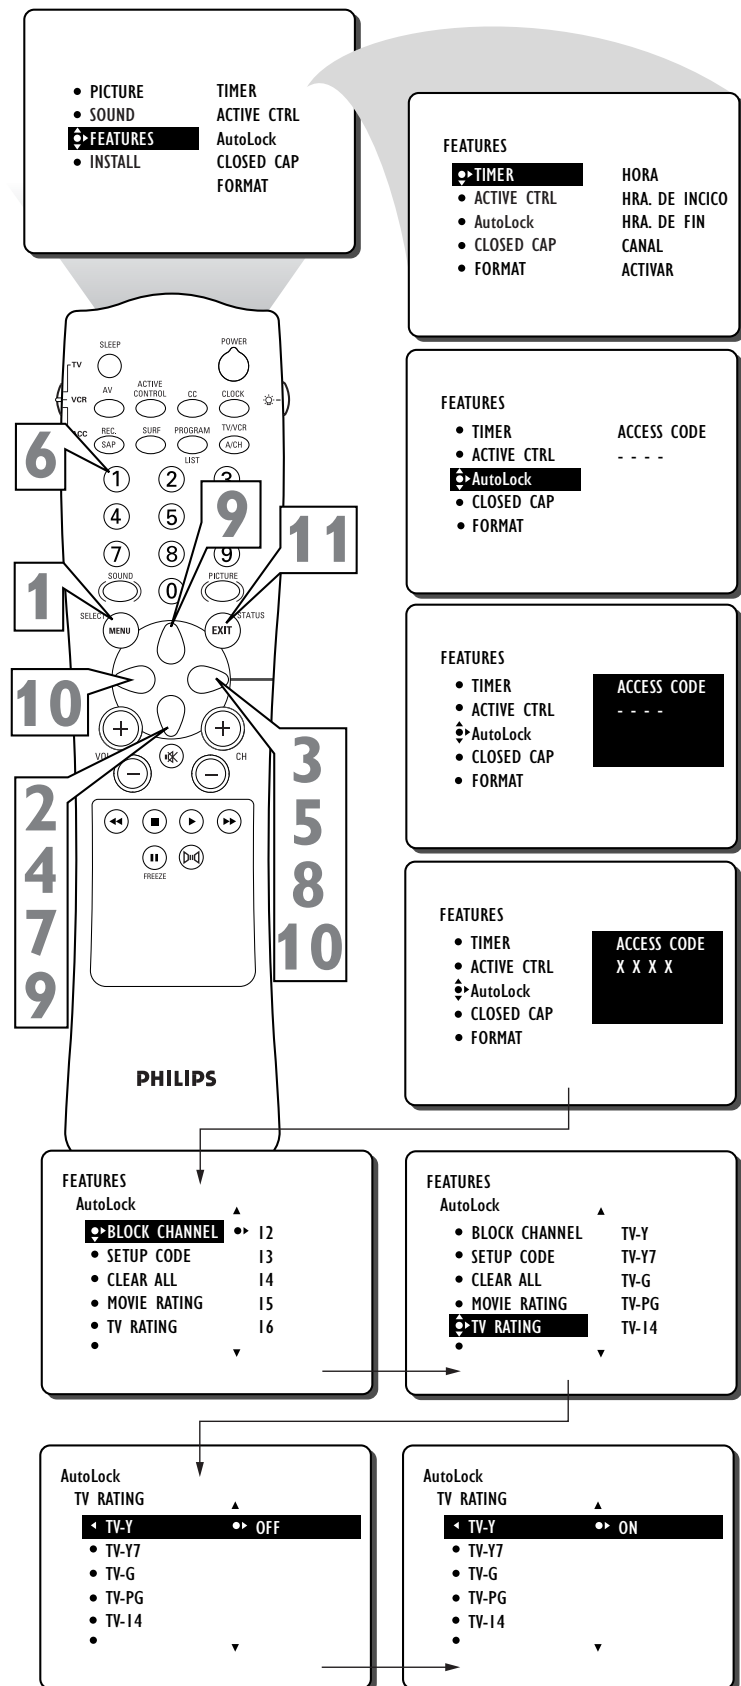 PICTURE TIMER
SOUND ACTIVE CTRL
FEATURES AutoLock
INSTALL CLOSED CAP
FORMAT
FEATURES
TIMER HORA
ACTIVE CTRL HRA. DE INCICO
AutoLock HRA. DE FIN
CLOSED CAP CANAL
FORMAT ACTIVAR
FEATURES
TIMER ACCESS CODE
ACTIVE CTRL - - - -
AutoLock
CLOSED CAP
FORMAT
FEATURES
TIMER ACCESS CODE
ACTIVE CTRL - - - -
AutoLock
CLOSED CAP
FORMAT
FEATURES
TIMER ACCESS CODE
ACTIVE CTRL X X X X
AutoLock
CLOSED CAP
FORMAT
SLEEP POWER
TV
AV ACTIVE CONTROL CC CLOCK
VCR
REC. SURF PROGRAM TV/VCR
SAP A/CH
LIST
6
1 2 3
4 5
9
11
7 8 9
SOUND 0 PICTURE
1
SELECT STATUS
MENU EXIT
10
+ +
CH
- -
2
4
7
9
3
5
8
10
FREEZE
PHILIPS
FEATURES
AutoLock
BLOCK CHANNEL 12
SETUP CODE 13
CLEAR ALL 14
MOVIE RATING 15
TV RATING 16
FEATURES
AutoLock
BLOCK CHANNEL TV-Y
SETUP CODE TV-Y7
CLEAR ALL TV-G
MOVIE RATING TV-PG
TV RATING TV-14
AutoLock
TV RATING
TV-Y OFF
TV-Y7
TV-G
TV-PG
TV-14
AutoLock
TV RATING
TV-Y ON
TV-Y7
TV-G
TV-PG
TV-14